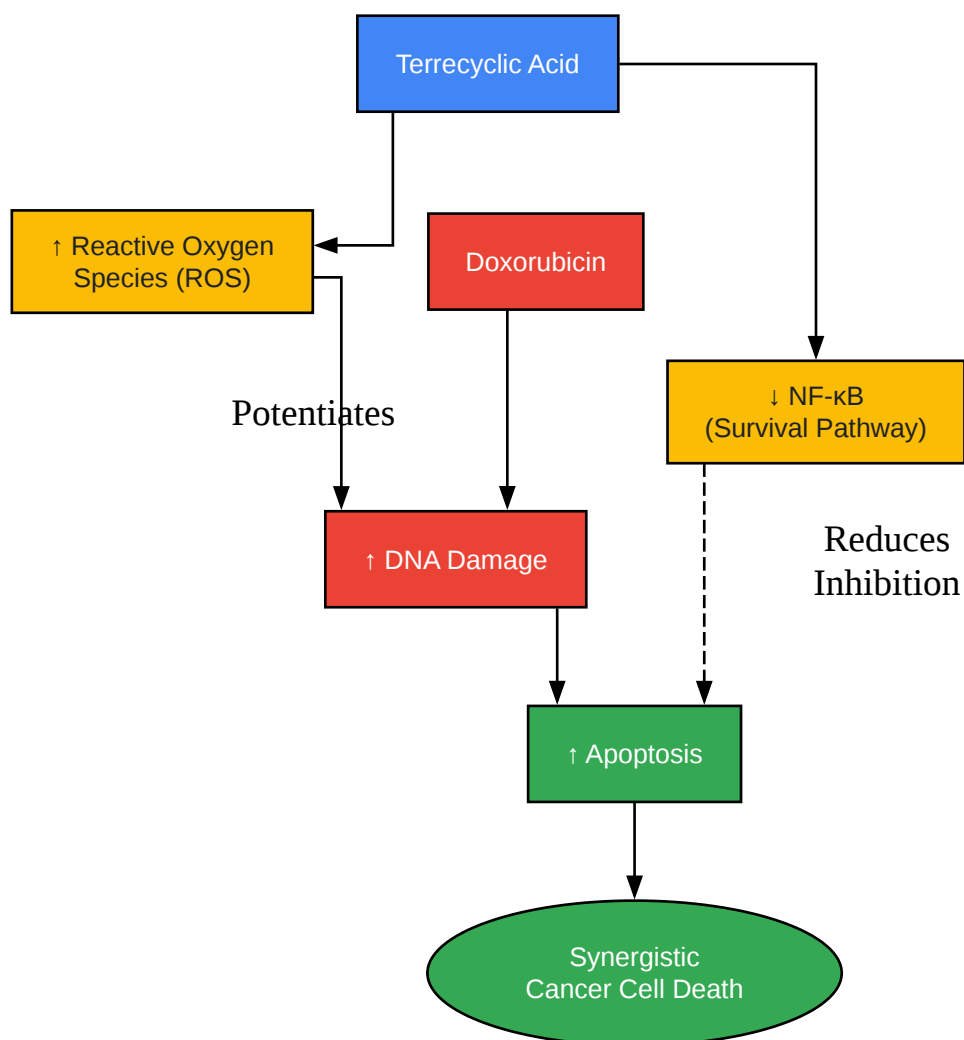 Terrecyclic Acid
↑ Reactive Oxygen
Species (ROS)
Doxorubicin
↓ NF-κB
(Survival Pathway)
Potentiates
↑ DNA Damage
Reduces
Inhibition
↑ Apoptosis
Synergistic
Cancer Cell Death